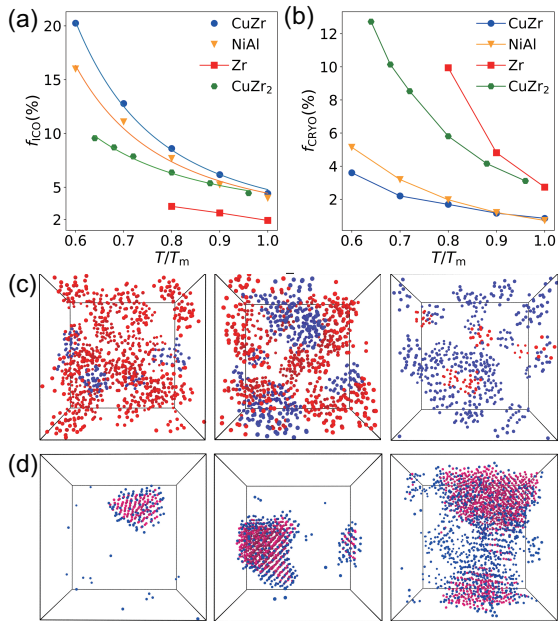 (a)
20
15
10
5
2
f_ICO(%)
CuZr
NiAl
Zr
CuZr₂
0.6 0.7 0.8 0.9 1.0
T/T_m
(b)
12
10
8
6
4
2
f_CRYO(%)
CuZr
NiAl
Zr
CuZr₂
0.6 0.7 0.8 0.9 1.0
T/T_m
(c)
(d)